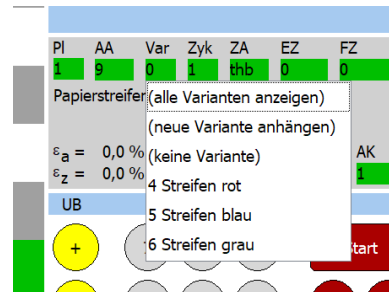 Pl AA Var Zyk ZA EZ FZ
1 9 0 1 thb 0 0
Papierstreifen
(alle Varianten anzeigen)
(neue Variante anhängen)
εa = 0,0 % (keine Variante) AK
εz = 0,0 % 4 Streifen rot 1
UB 5 Streifen blau
+ 6 Streifen grau Start